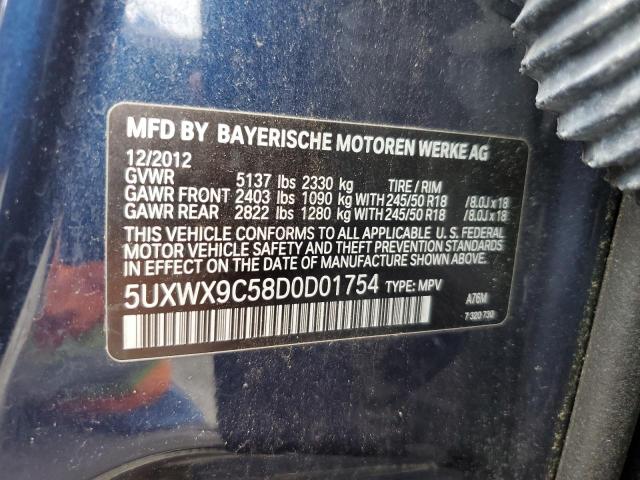 MFD BY BAYERISCHE MOTOREN WERKE AG
12/2012
GVWR 5137 lbs 2330 kg TIRE / RIM
GAWR FRONT 2403 lbs 1090 kg WITH 245/50 R18 / 8.0J x 18
GAWR REAR 2822 lbs 1280 kg WITH 245/50 R18 / 8.0J x 18
THIS VEHICLE CONFORMS TO ALL APPLICABLE U. S. FEDERAL
MOTOR VEHICLE SAFETY AND THEFT PREVENTION STANDARDS
IN EFFECT ON THE DATE OF MANUFACTURE SHOWN ABOVE.
5UXWX9C58D0D01754 TYPE: MPV A76M
7 320 730